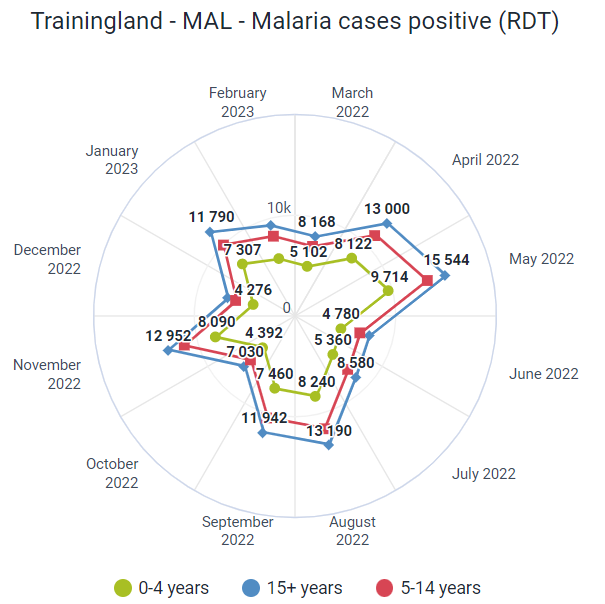 Trainingland - MAL - Malaria cases positive (RDT)
February
2023
March
2022
January
2023
April 2022
10k
11 790
8 168
13 000
December
2022
7 307
5 102
8 122
May 2022
15 544
9 714
4 276
0
4 780
8 090
12 952
4 392
5 360
November
2022
7 030
8 580
June 2022
7 460
8 240
11 942
13 190
October
2022
July 2022
September
2022
August
2022
0-4 years
15+ years
5-14 years